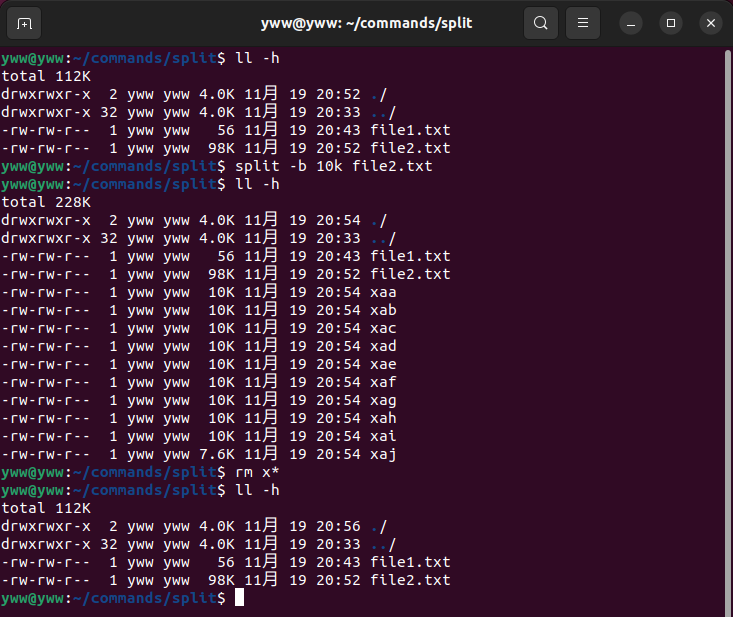 yww@yww: ~/commands/split
yww@yww:~/commands/split$ ll -h
total 112K
drwxrwxr-x  2 yww yww 4.0K 11月 19 20:52 ./
drwxrwxr-x 32 yww yww 4.0K 11月 19 20:33 ../
-rw-rw-r--  1 yww yww   56 11月 19 20:43 file1.txt
-rw-rw-r--  1 yww yww  98K 11月 19 20:52 file2.txt
yww@yww:~/commands/split$ split -b 10k file2.txt
yww@yww:~/commands/split$ ll -h
total 228K
drwxrwxr-x  2 yww yww 4.0K 11月 19 20:54 ./
drwxrwxr-x 32 yww yww 4.0K 11月 19 20:33 ../
-rw-rw-r--  1 yww yww   56 11月 19 20:43 file1.txt
-rw-rw-r--  1 yww yww  98K 11月 19 20:52 file2.txt
-rw-rw-r--  1 yww yww  10K 11月 19 20:54 xaa
-rw-rw-r--  1 yww yww  10K 11月 19 20:54 xab
-rw-rw-r--  1 yww yww  10K 11月 19 20:54 xac
-rw-rw-r--  1 yww yww  10K 11月 19 20:54 xad
-rw-rw-r--  1 yww yww  10K 11月 19 20:54 xae
-rw-rw-r--  1 yww yww  10K 11月 19 20:54 xaf
-rw-rw-r--  1 yww yww  10K 11月 19 20:54 xag
-rw-rw-r--  1 yww yww  10K 11月 19 20:54 xah
-rw-rw-r--  1 yww yww  10K 11月 19 20:54 xai
-rw-rw-r--  1 yww yww 7.6K 11月 19 20:54 xaj
yww@yww:~/commands/split$ rm x*
yww@yww:~/commands/split$ ll -h
total 112K
drwxrwxr-x  2 yww yww 4.0K 11月 19 20:56 ./
drwxrwxr-x 32 yww yww 4.0K 11月 19 20:33 ../
-rw-rw-r--  1 yww yww   56 11月 19 20:43 file1.txt
-rw-rw-r--  1 yww yww  98K 11月 19 20:52 file2.txt
yww@yww:~/commands/split$